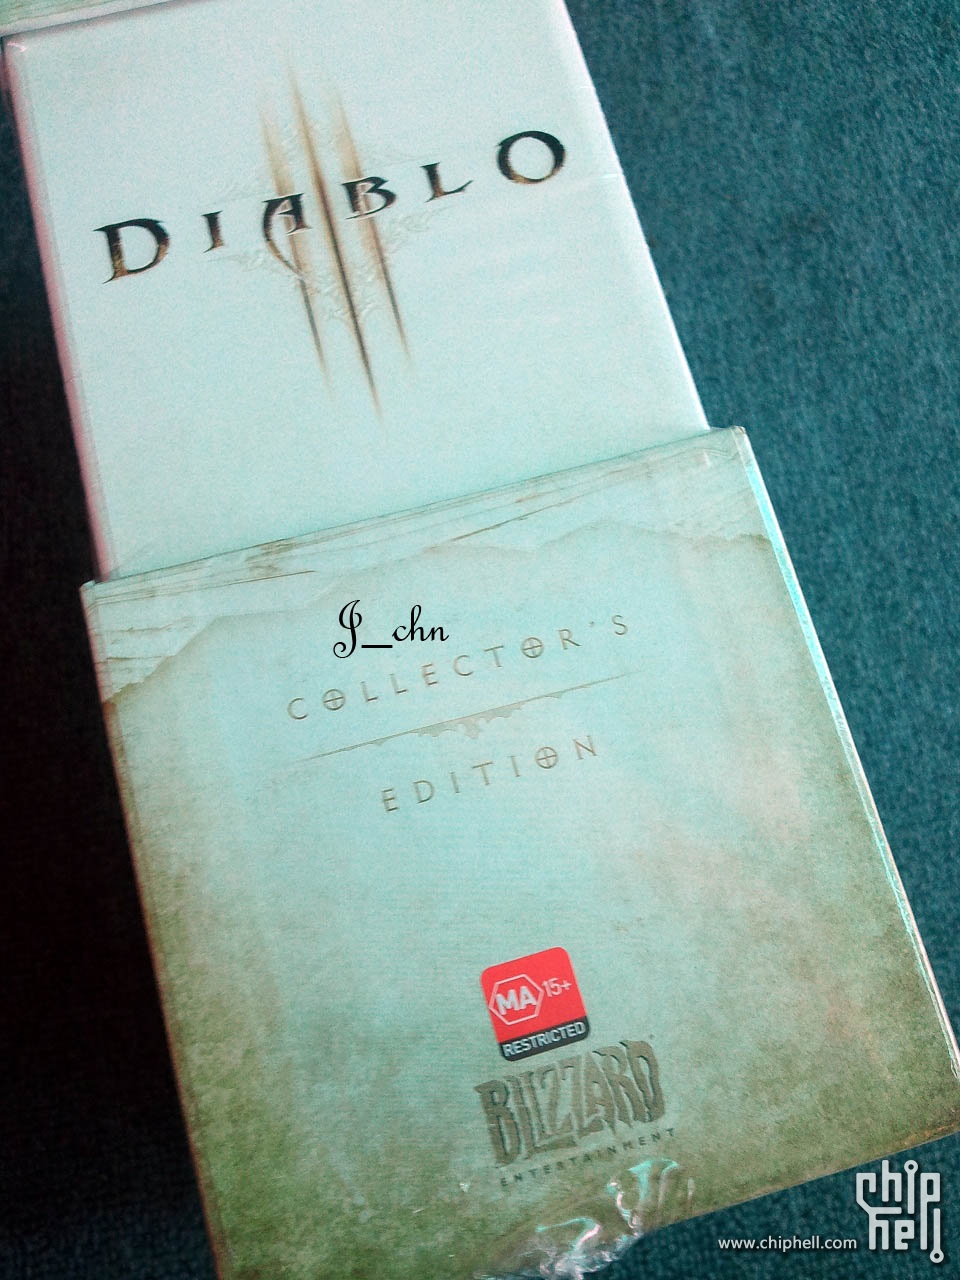 DIABLO
J_chn
COLLECTOR'S
EDITION
MA 15+
RESTRICTED
BLIZZARD
ENTERTAINMENT
chip
hell
www.chiphell.com